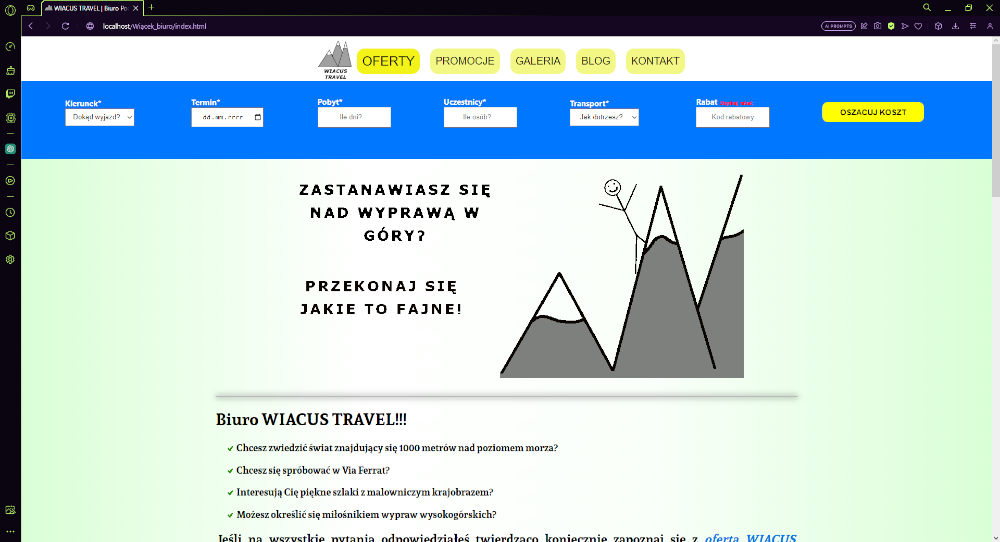 WIACUS TRAVEL | Biuro Po
localhost/Wiącek_biuro/index.html
AI PROMPTS
WIACUS
TRAVEL
OFERTY
PROMOCJE
GALERIA
BLOG
KONTAKT
Kierunek*
Termin*
Pobyt*
Uczestnicy*
Transport*
Rabat
Dokąd wyjazd?
dd.mm.rrrr
Ile dni?
Ile osób?
Jak dotrzesz?
Kod rabatowy
OSZACUJ KOSZT
ZASTANAWIASZ SIĘ
NAD WYPRAWĄ W
GÓRY?
PRZEKONAJ SIĘ
JAKIE TO FAJNE!
Biuro WIACUS TRAVEL!!!
Chcesz zwiedzić świat znajdujący się 1000 metrów nad poziomem morza?
Chcesz się spróbować w Via Ferrat?
Interesują Cię piękne szlaki z malowniczym krajobrazem?
Możesz określić się miłośnikiem wypraw wysokogórskich?
Jeśli na wszystkie pytania odpowiedziałeś twierdząco koniecznie zapoznaj się z ofertą WIACUS